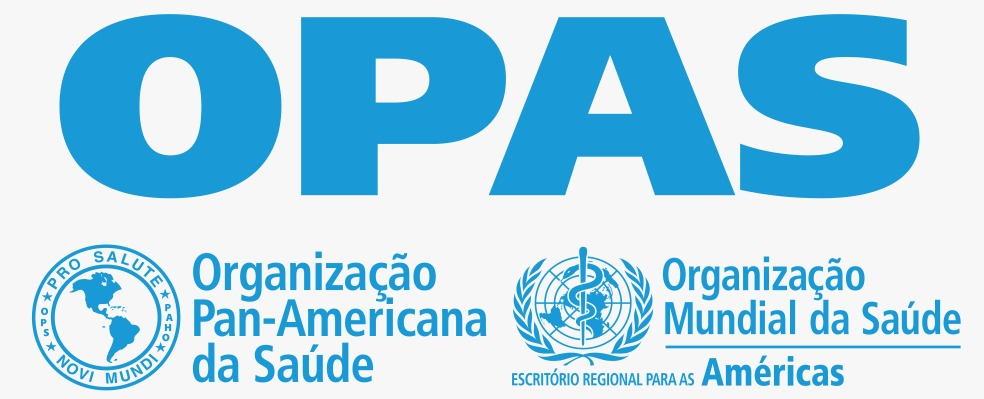 OPAS
PRO SALUTE
OPS
PAHO
NOVI MUNDI
Organização
Pan-Americana
da Saúde
Organização
Mundial da Saúde
ESCRITÓRIO REGIONAL PARA AS Américas